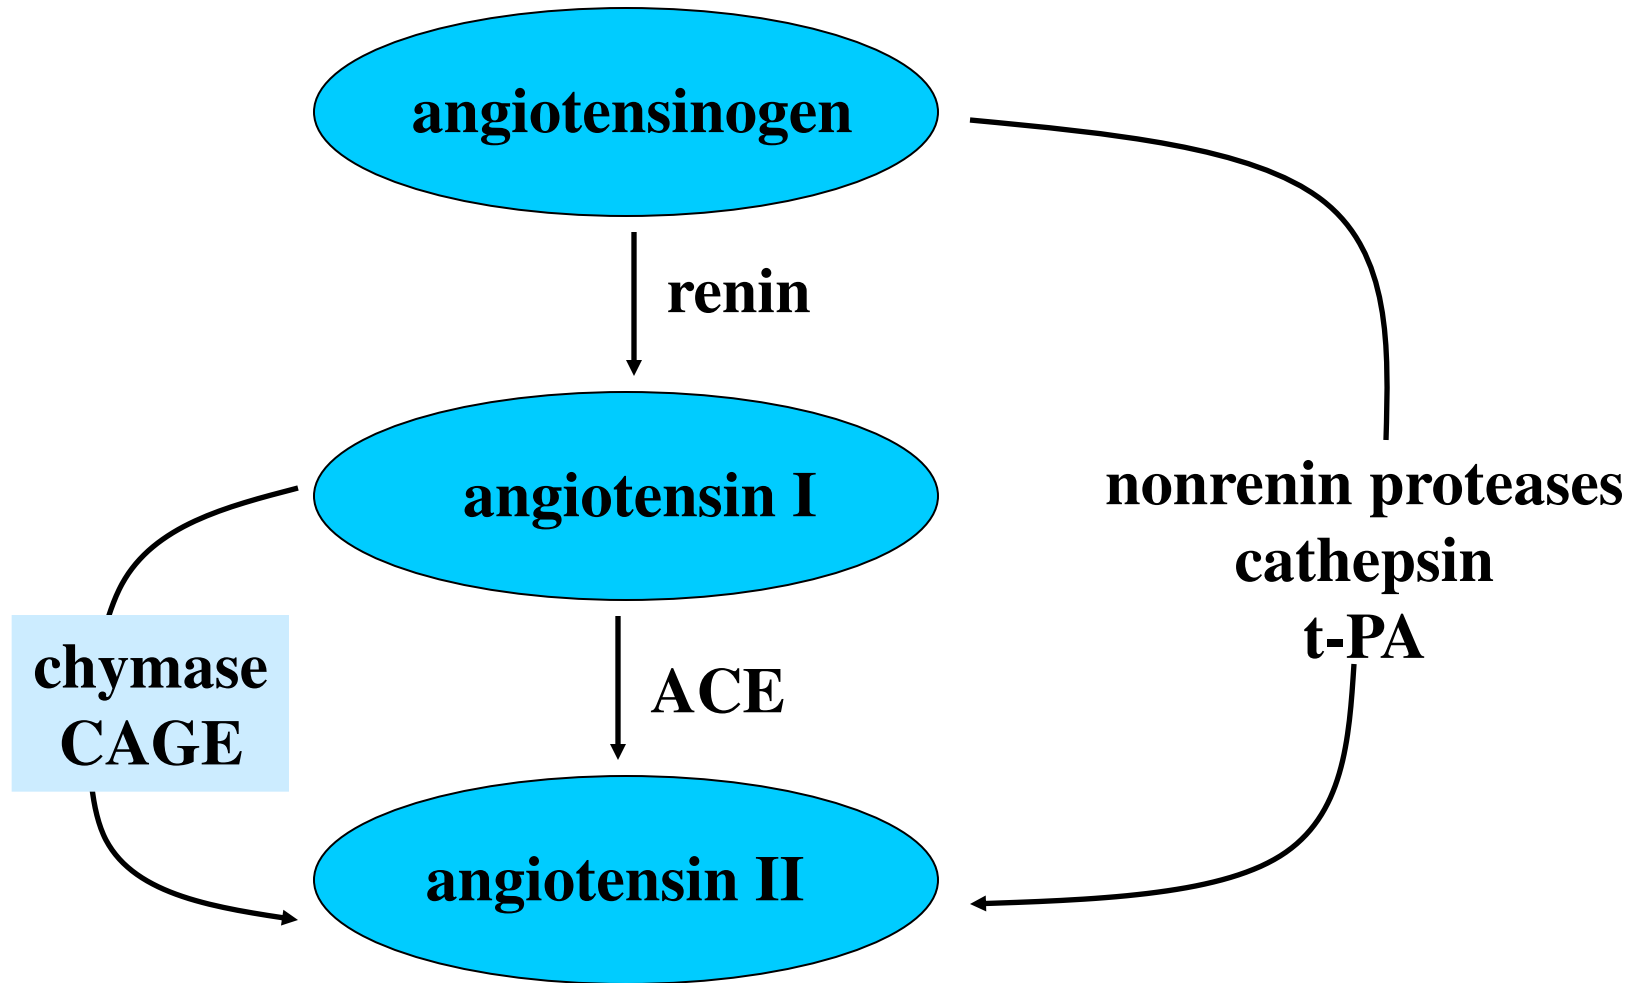 angiotensinogen
renin
angiotensin I
nonrenin proteases
cathepsin
t-PA
chymase
CAGE
ACE
angiotensin II